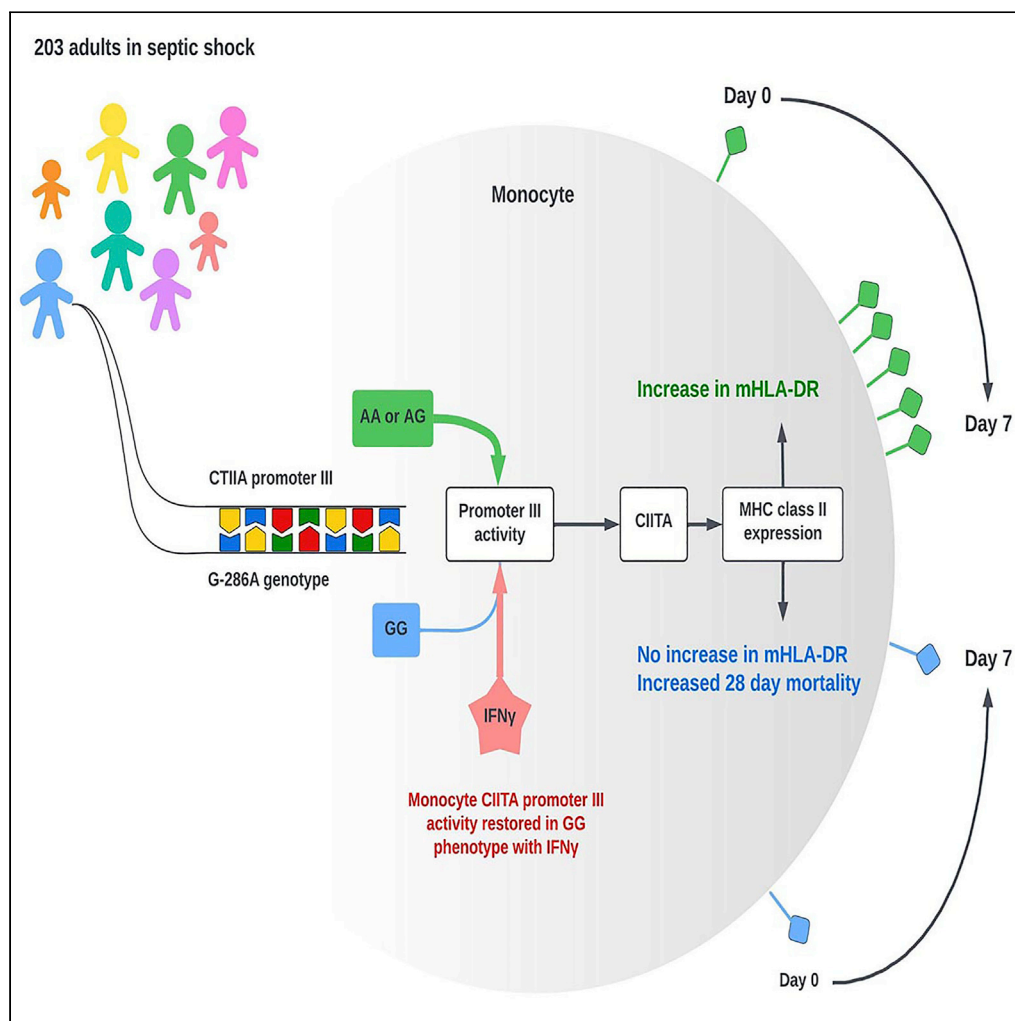 203 adults in septic shock
Day 0
Monocyte
Increase in mHLA-DR
AA or AG
Day 7
CTIIA promoter III
Promoter III
activity
CIITA
MHC class II
expression
G-286A genotype
GG
No increase in mHLA-DR
Increased 28 day mortality
Day 7
IFNγ
Monocyte CIITA promoter III
activity restored in GG
phenotype with IFNγ
Day 0